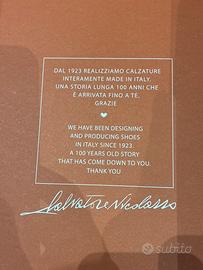 DAL 1923 REALIZZIAMO CALZATURE
INTERAMENTE MADE IN ITALY.
UNA STORIA LUNGA 100 ANNI CHE
È ARRIVATA FINO A TE.
GRAZIE
WE HAVE BEEN DESIGNING
AND PRODUCING SHOES
IN ITALY SINCE 1923.
A 100 YEARS OLD STORY
THAT HAS COME DOWN TO YOU.
THANK YOU
Salvatore Nicolazzo
subito